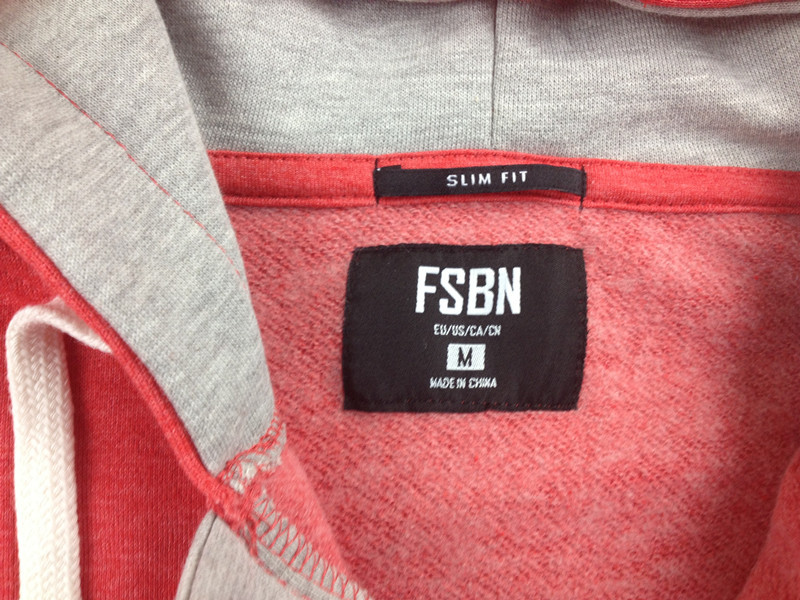 SLIM FIT
FSBN
EU/US/CA/CN
M
MADE IN CHINA